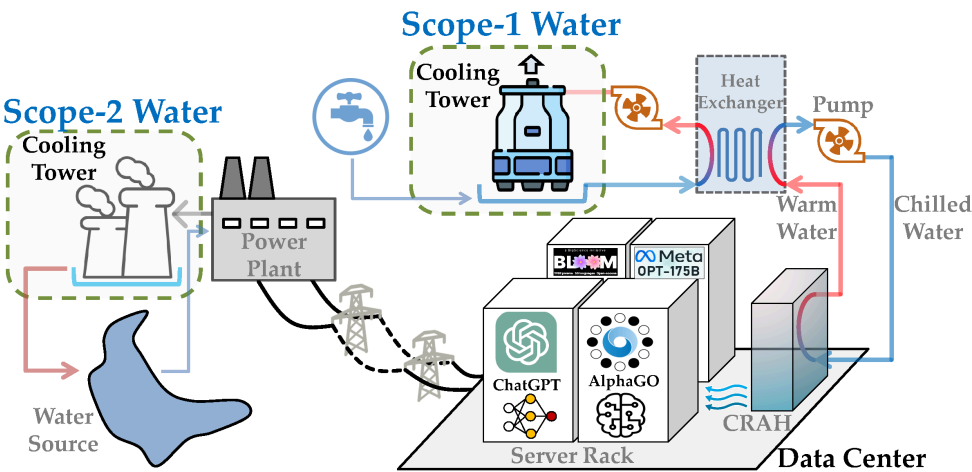 Scope-1 Water
Cooling
Tower
Heat
Exchanger
Pump
Scope-2 Water
Cooling
Tower
Power
Plant
Warm
Water
Chilled
Water
BLOOM
Meta
OPT-175B
ChatGPT
AlphaGO
Water
Source
CRAH
Server Rack
Data Center